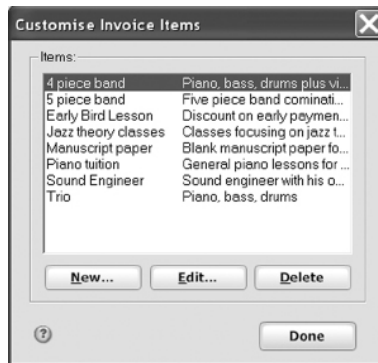 Customise Invoice Items
Items:
4 piece band Piano, bass, drums plus vi...
5 piece band Five piece band cominati...
Early Bird Lesson Discount on early paymen...
Jazz theory classes Classes focusing on jazz t...
Manuscript paper Blank manuscript paper fo...
Piano tuition General piano lessons for ...
Sound Engineer Sound engineer with his o...
Trio Piano, bass, drums
New... Edit... Delete
? Done